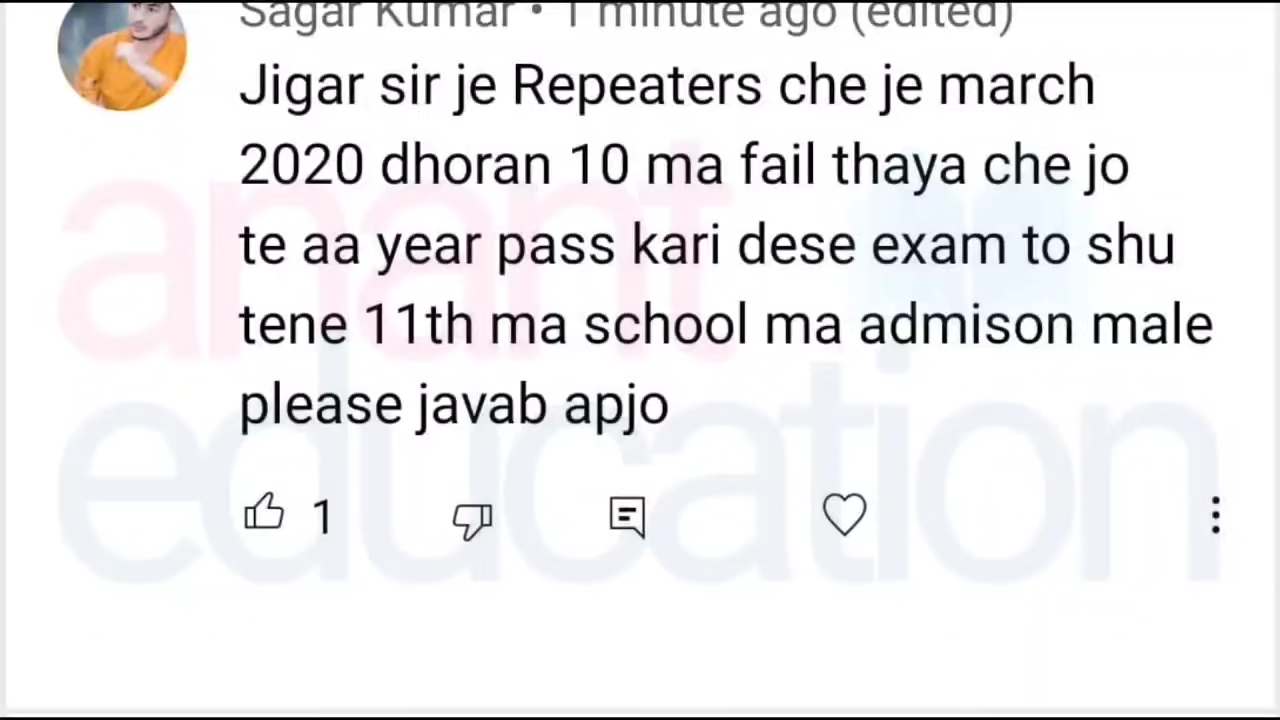 Sagar Kumar • 1 minute ago (edited)
Jigar sir je Repeaters che je march
2020 dhoran 10 ma fail thaya che jo
te aa year pass kari dese exam to shu
tene 11th ma school ma admison male
please javab apjo
1
anant
education